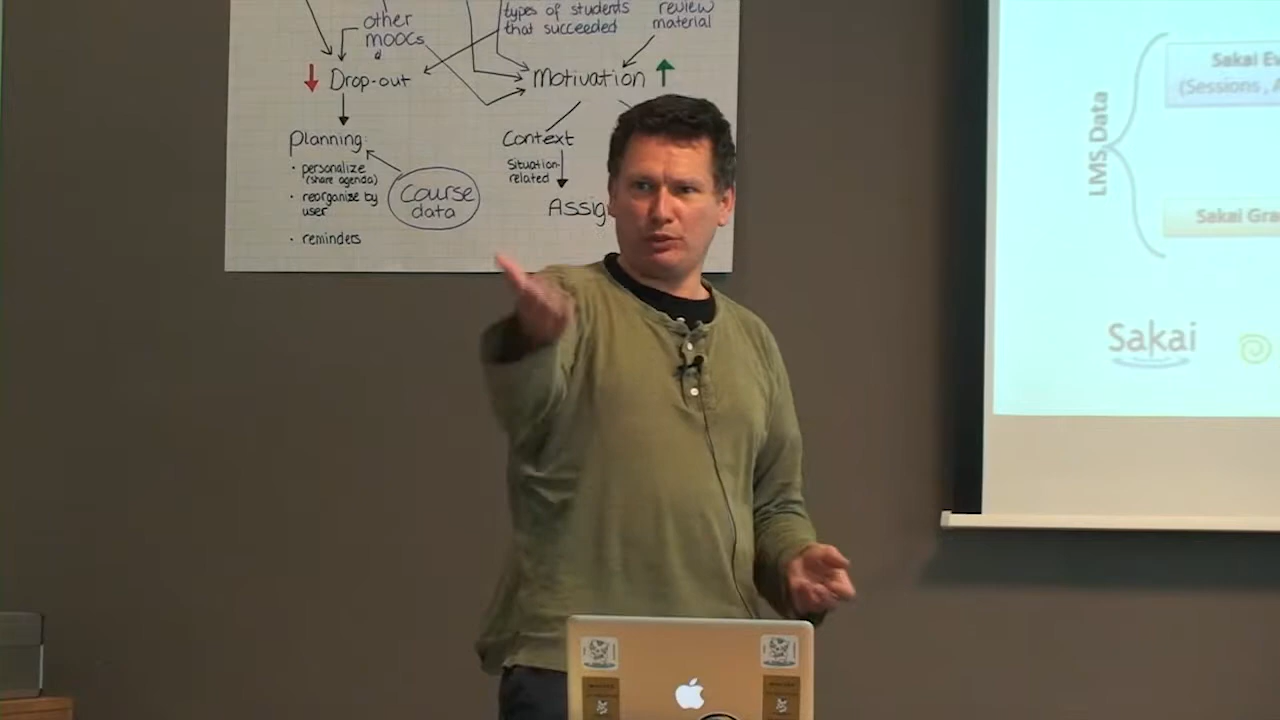 other
MOOCs
types of students
that succeeded
review
material
Drop-out
Motivation
Planning:
• personalize
(share agenda)
• reorganize by
user
• reminders
Course
data
Context
Situation-
related
Assig
LMS Data
Sakai Ev
(Sessions , A
Sakai Gra
Sakai